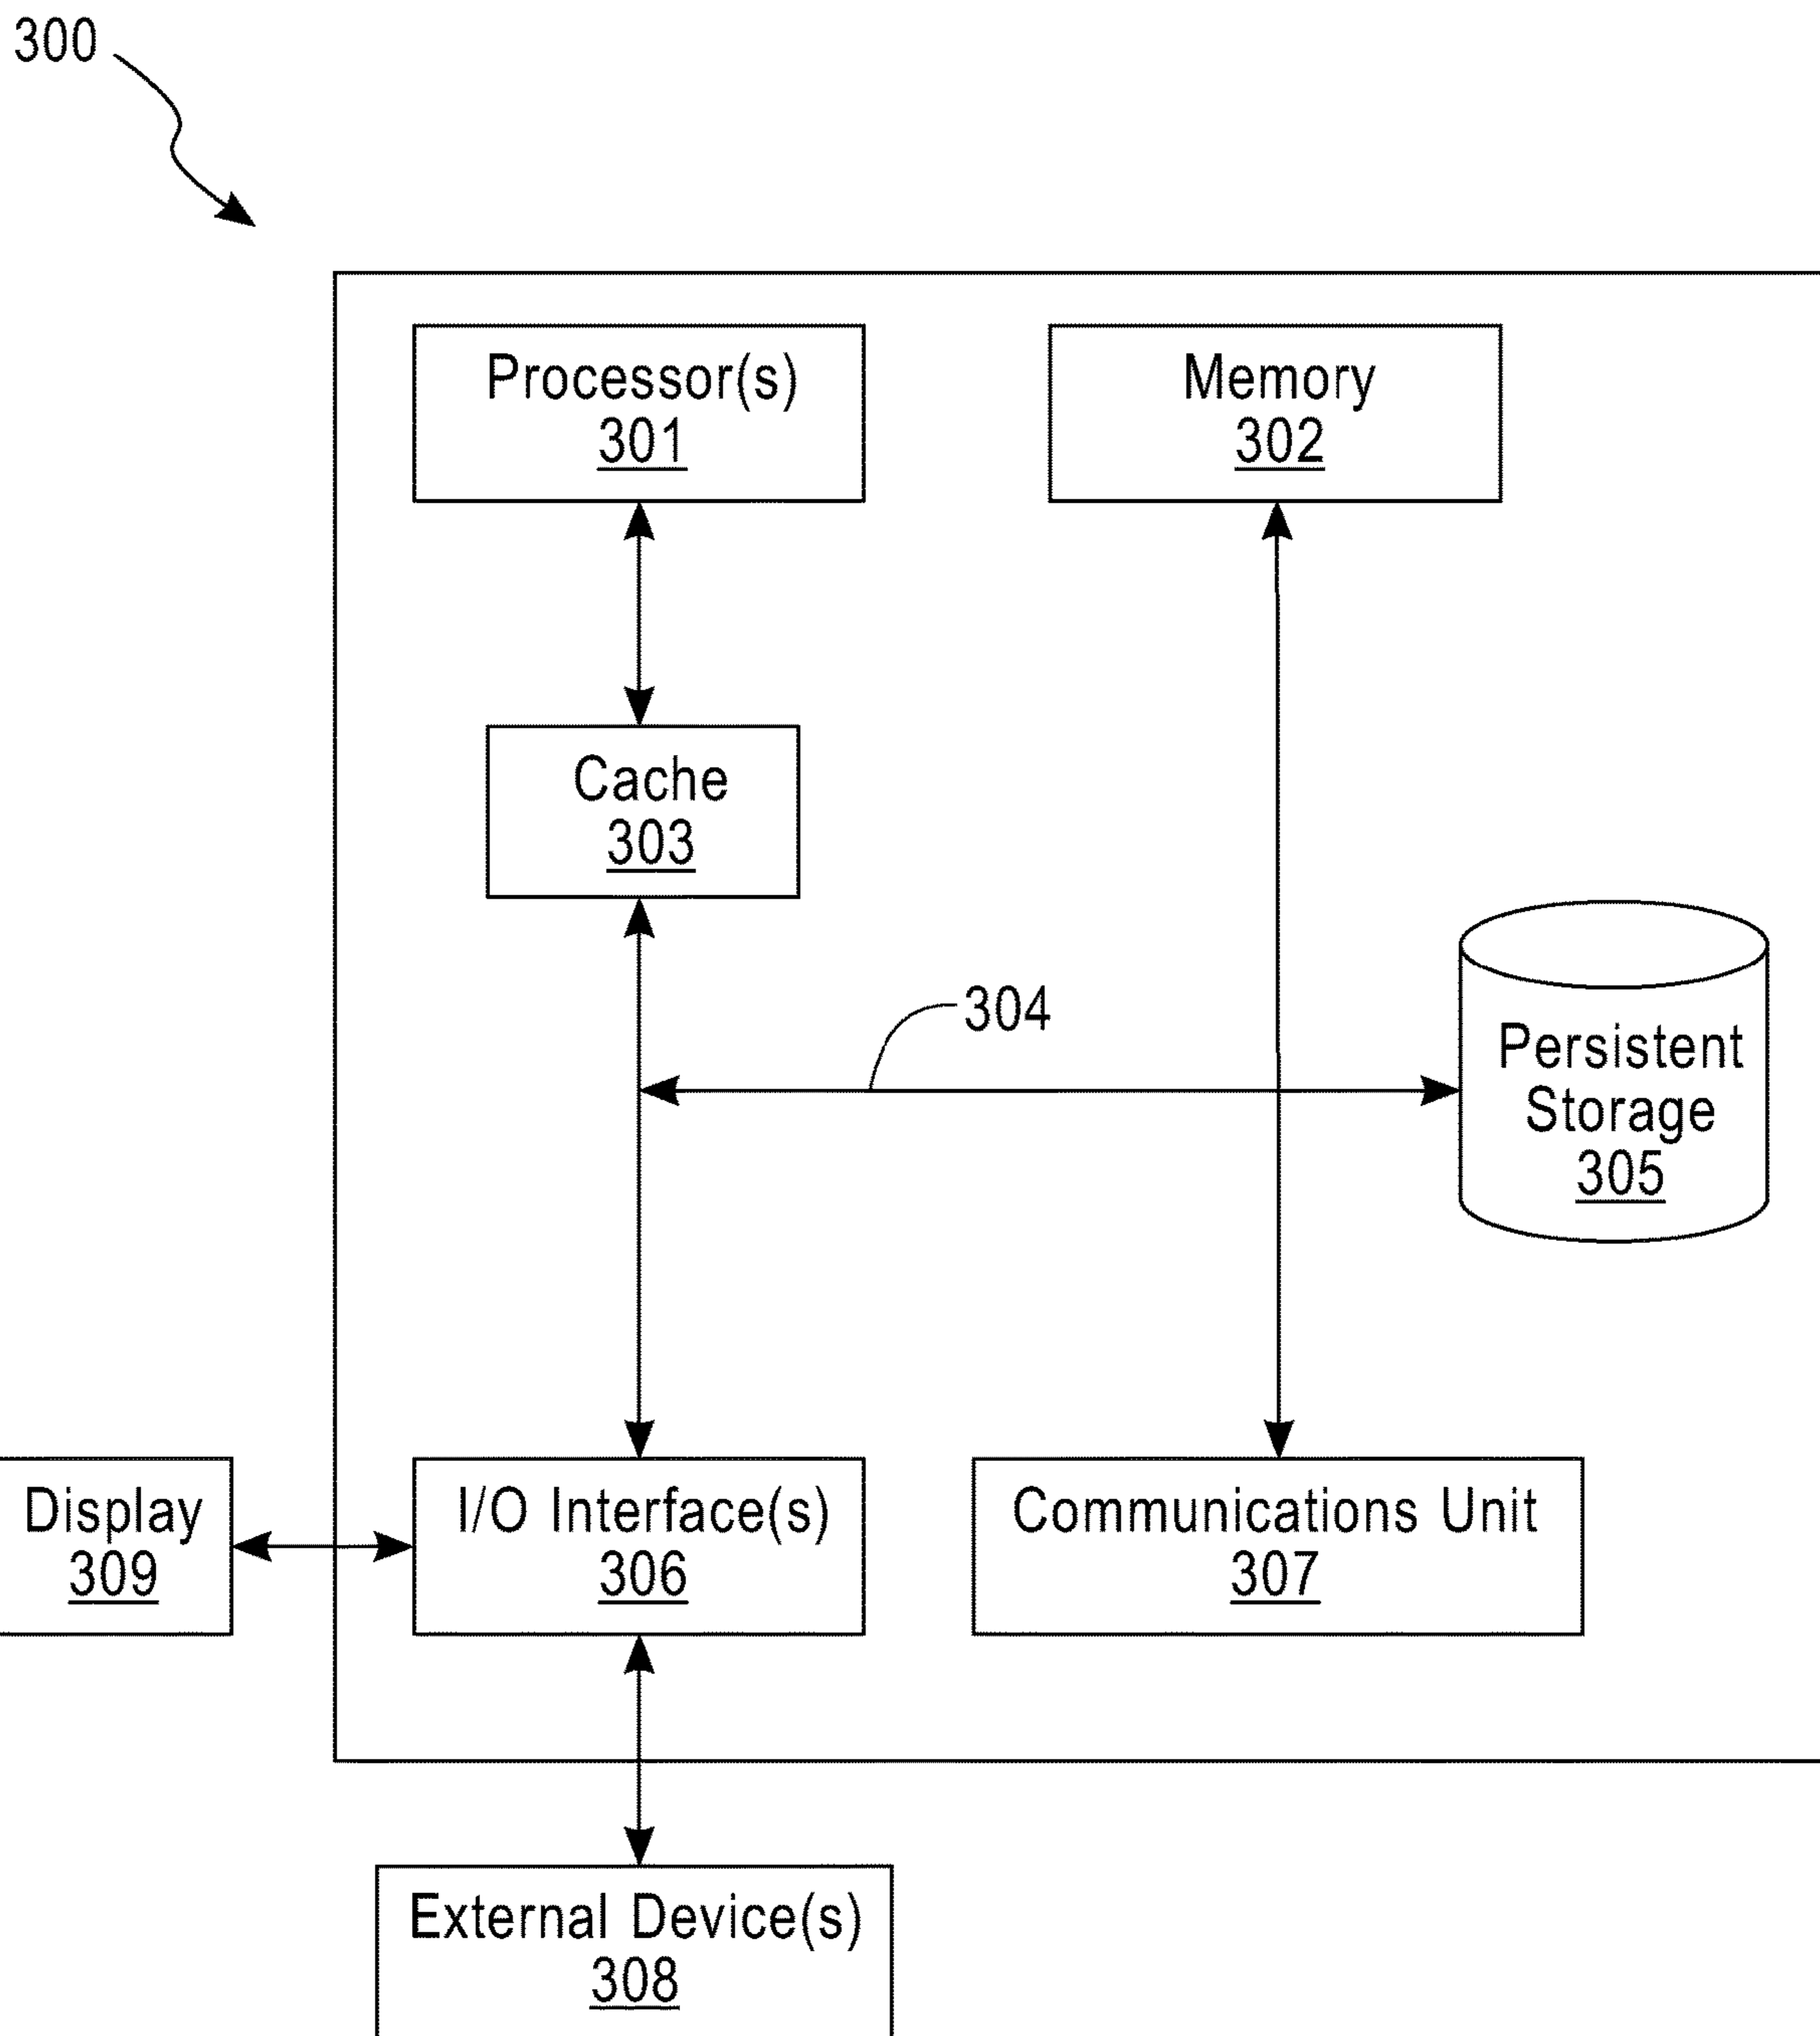 300
Processor(s)
301
Memory
302
Cache
303
304
Persistent
Storage
305
Display
309
I/O Interface(s)
306
Communications Unit
307
External Device(s)
308